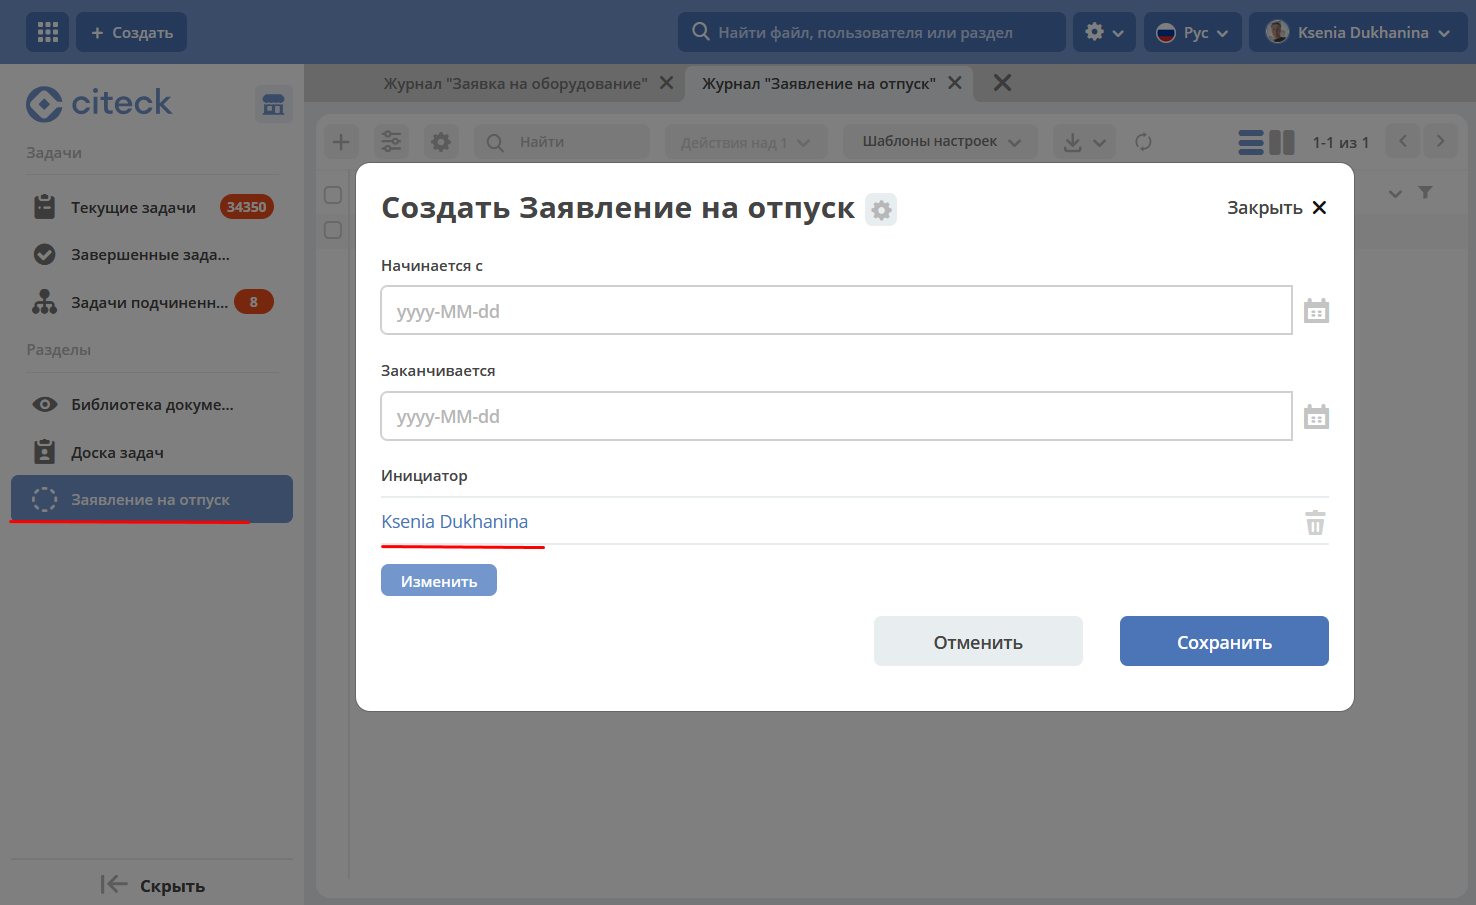 Создать
Найти файл, пользователя или раздел
Рус
Ksenia Dukhanina
citeck
Журнал "Заявка на оборудование"
Журнал "Заявление на отпуск"
Найти
Действия над 1
Шаблоны настроек
1-1 из 1
Задачи
Текущие задачи 34350
Завершенные зада...
Задачи подчиненн... 8
Разделы
Библиотека докуме...
Доска задач
Заявление на отпуск
Скрыть
Создать Заявление на отпуск
Закрыть
Начинается с
yyyy-MM-dd
Заканчивается
yyyy-MM-dd
Инициатор
Ksenia Dukhanina
Изменить
Отменить
Сохранить